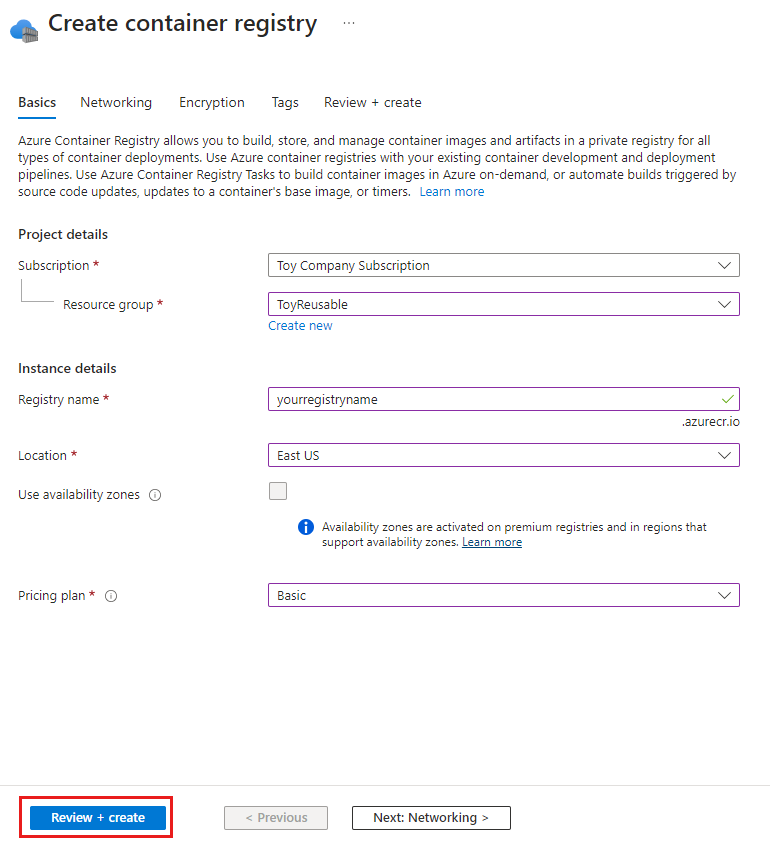 Create container registry ...
Basics Networking Encryption Tags Review + create
Azure Container Registry allows you to build, store, and manage container images and artifacts in a private registry for all
types of container deployments. Use Azure container registries with your existing container development and deployment
pipelines. Use Azure Container Registry Tasks to build container images in Azure on-demand, or automate builds triggered by
source code updates, updates to a container's base image, or timers. Learn more
Project details
Subscription * Toy Company Subscription
Resource group * ToyReusable
Create new
Instance details
Registry name * yourregistryname
.azurecr.io
Location * East US
Use availability zones
Availability zones are activated on premium registries and in regions that
support availability zones. Learn more
Pricing plan * Basic
Review + create < Previous Next: Networking >